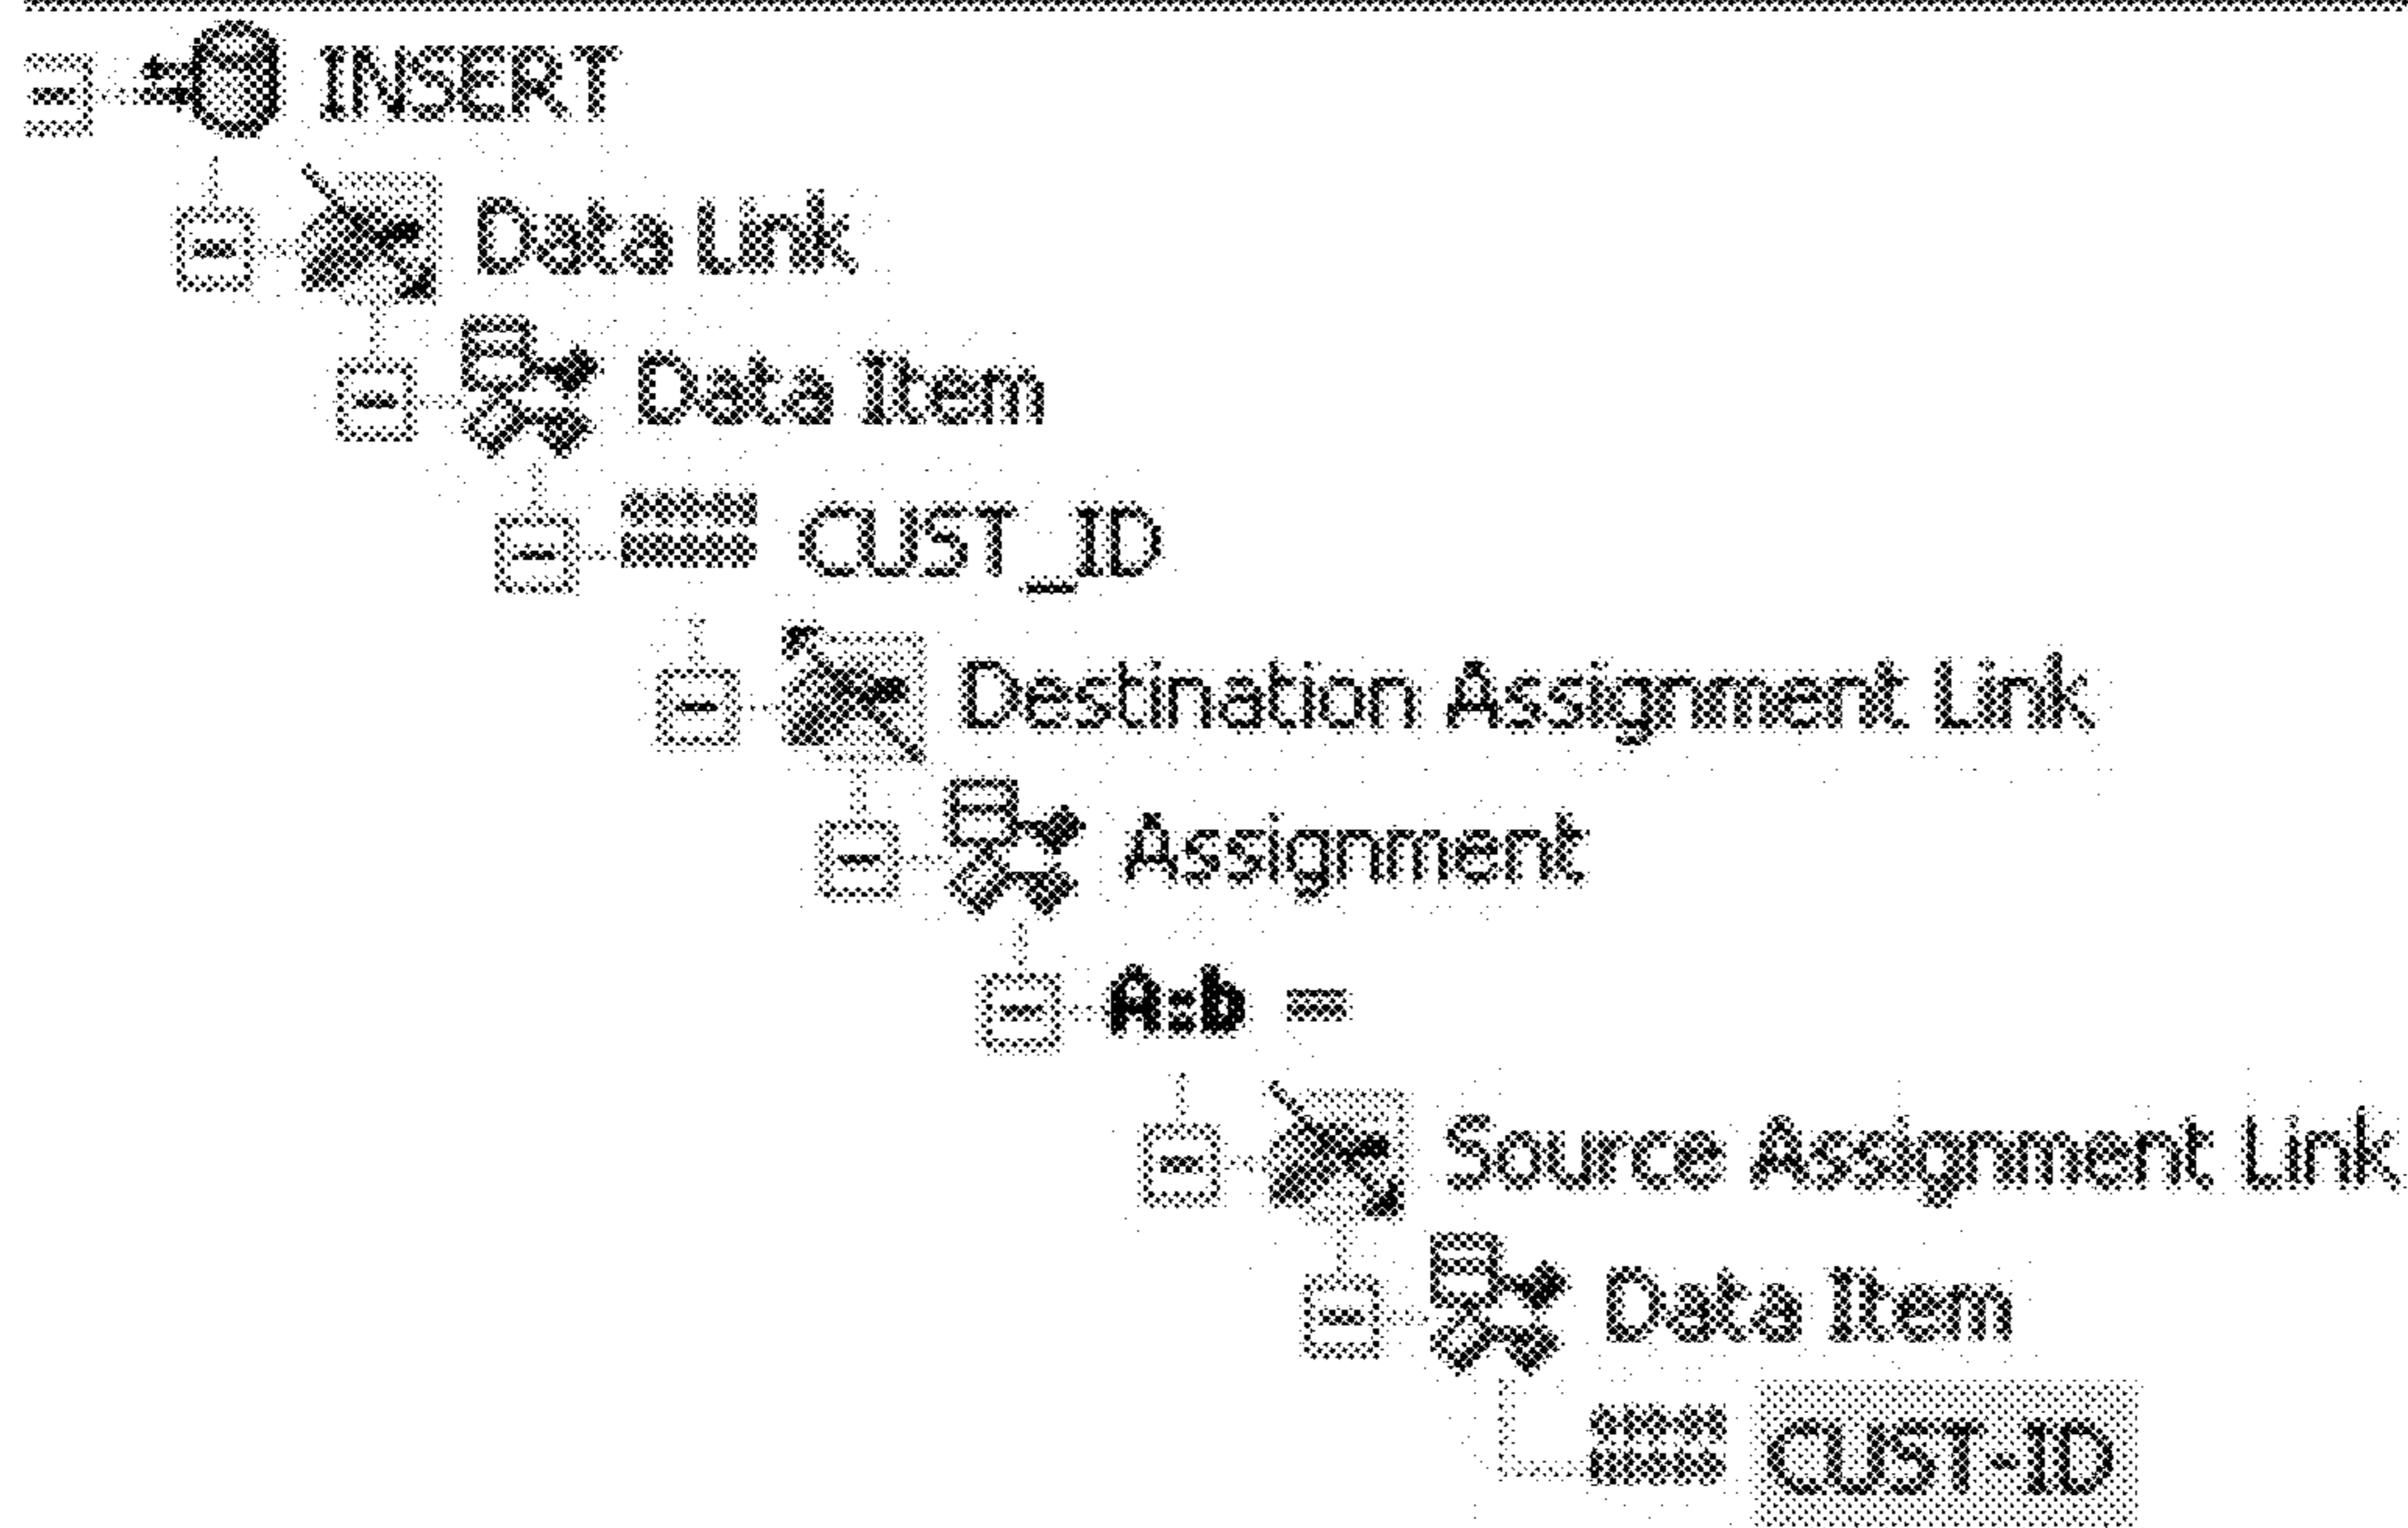 INSERT
Data Link
Data Item
CUST_ID
Destination Assignment Link
Assignment
A=b =
Source Assignment Link
Data Item
CUST-ID